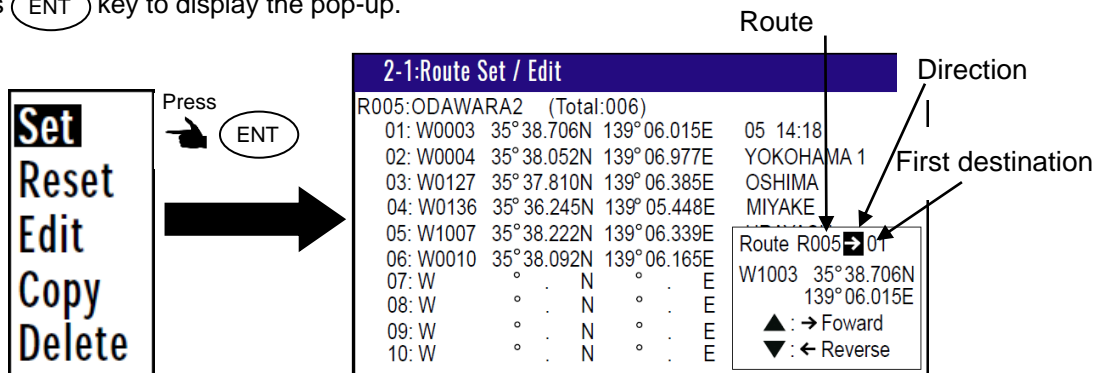 ENT key to display the pop-up.
Route
Direction
First destination
Set
Reset
Edit
Copy
Delete
Press
ENT
2-1:Route Set / Edit
R005:ODAWARA2 (Total:006)
01: W0003 35°38.706N 139°06.015E 05 14:18
02: W0004 35°38.052N 139°06.977E YOKOHAMA 1
03: W0127 35°37.810N 139°06.385E OSHIMA
04: W0136 35°36.245N 139°05.448E MIYAKE
05: W1007 35°38.222N 139°06.339E
06: W0010 35°38.092N 139°06.165E
07: W ° . N ° . E
08: W ° . N ° . E
09: W ° . N ° . E
10: W ° . N ° . E
Route R005→01
W1003 35°38.706N
139°06.015E
▲: → Foward
▼: ← Reverse